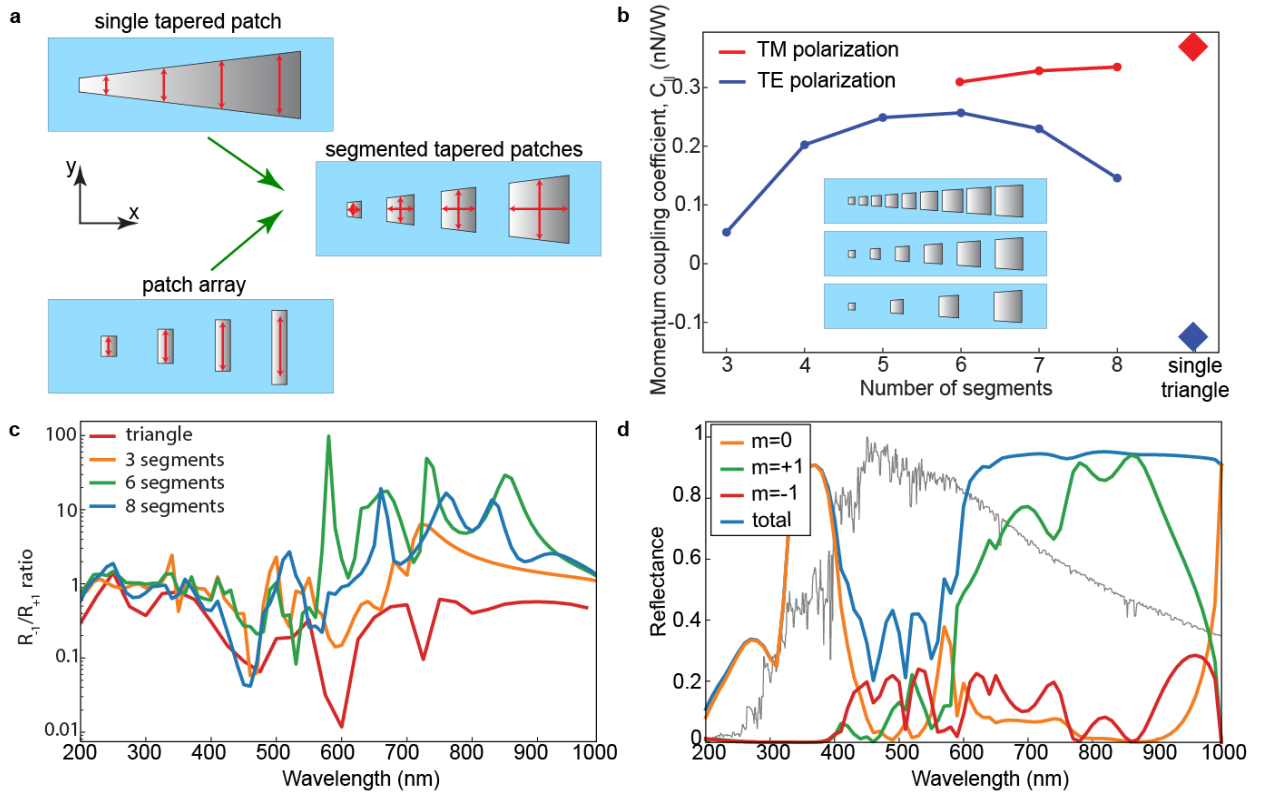 a
single tapered patch
segmented tapered patches
y
x
patch array
b
Momentum coupling coefficient, C|| (nN/W)
TM polarization
TE polarization
0.3
0.2
0.1
0
-0.1
3 4 5 6 7 8 single
triangle
Number of segments
c
R-1/R+1 ratio
triangle
3 segments
6 segments
8 segments
100
10
1
0.1
0.01
200 300 400 500 600 700 800 900 1000
Wavelength (nm)
d
Reflectance
m=0
m=+1
m=-1
total
1
0.8
0.6
0.4
0.2
0
200 300 400 500 600 700 800 900 1000
Wavelength (nm)